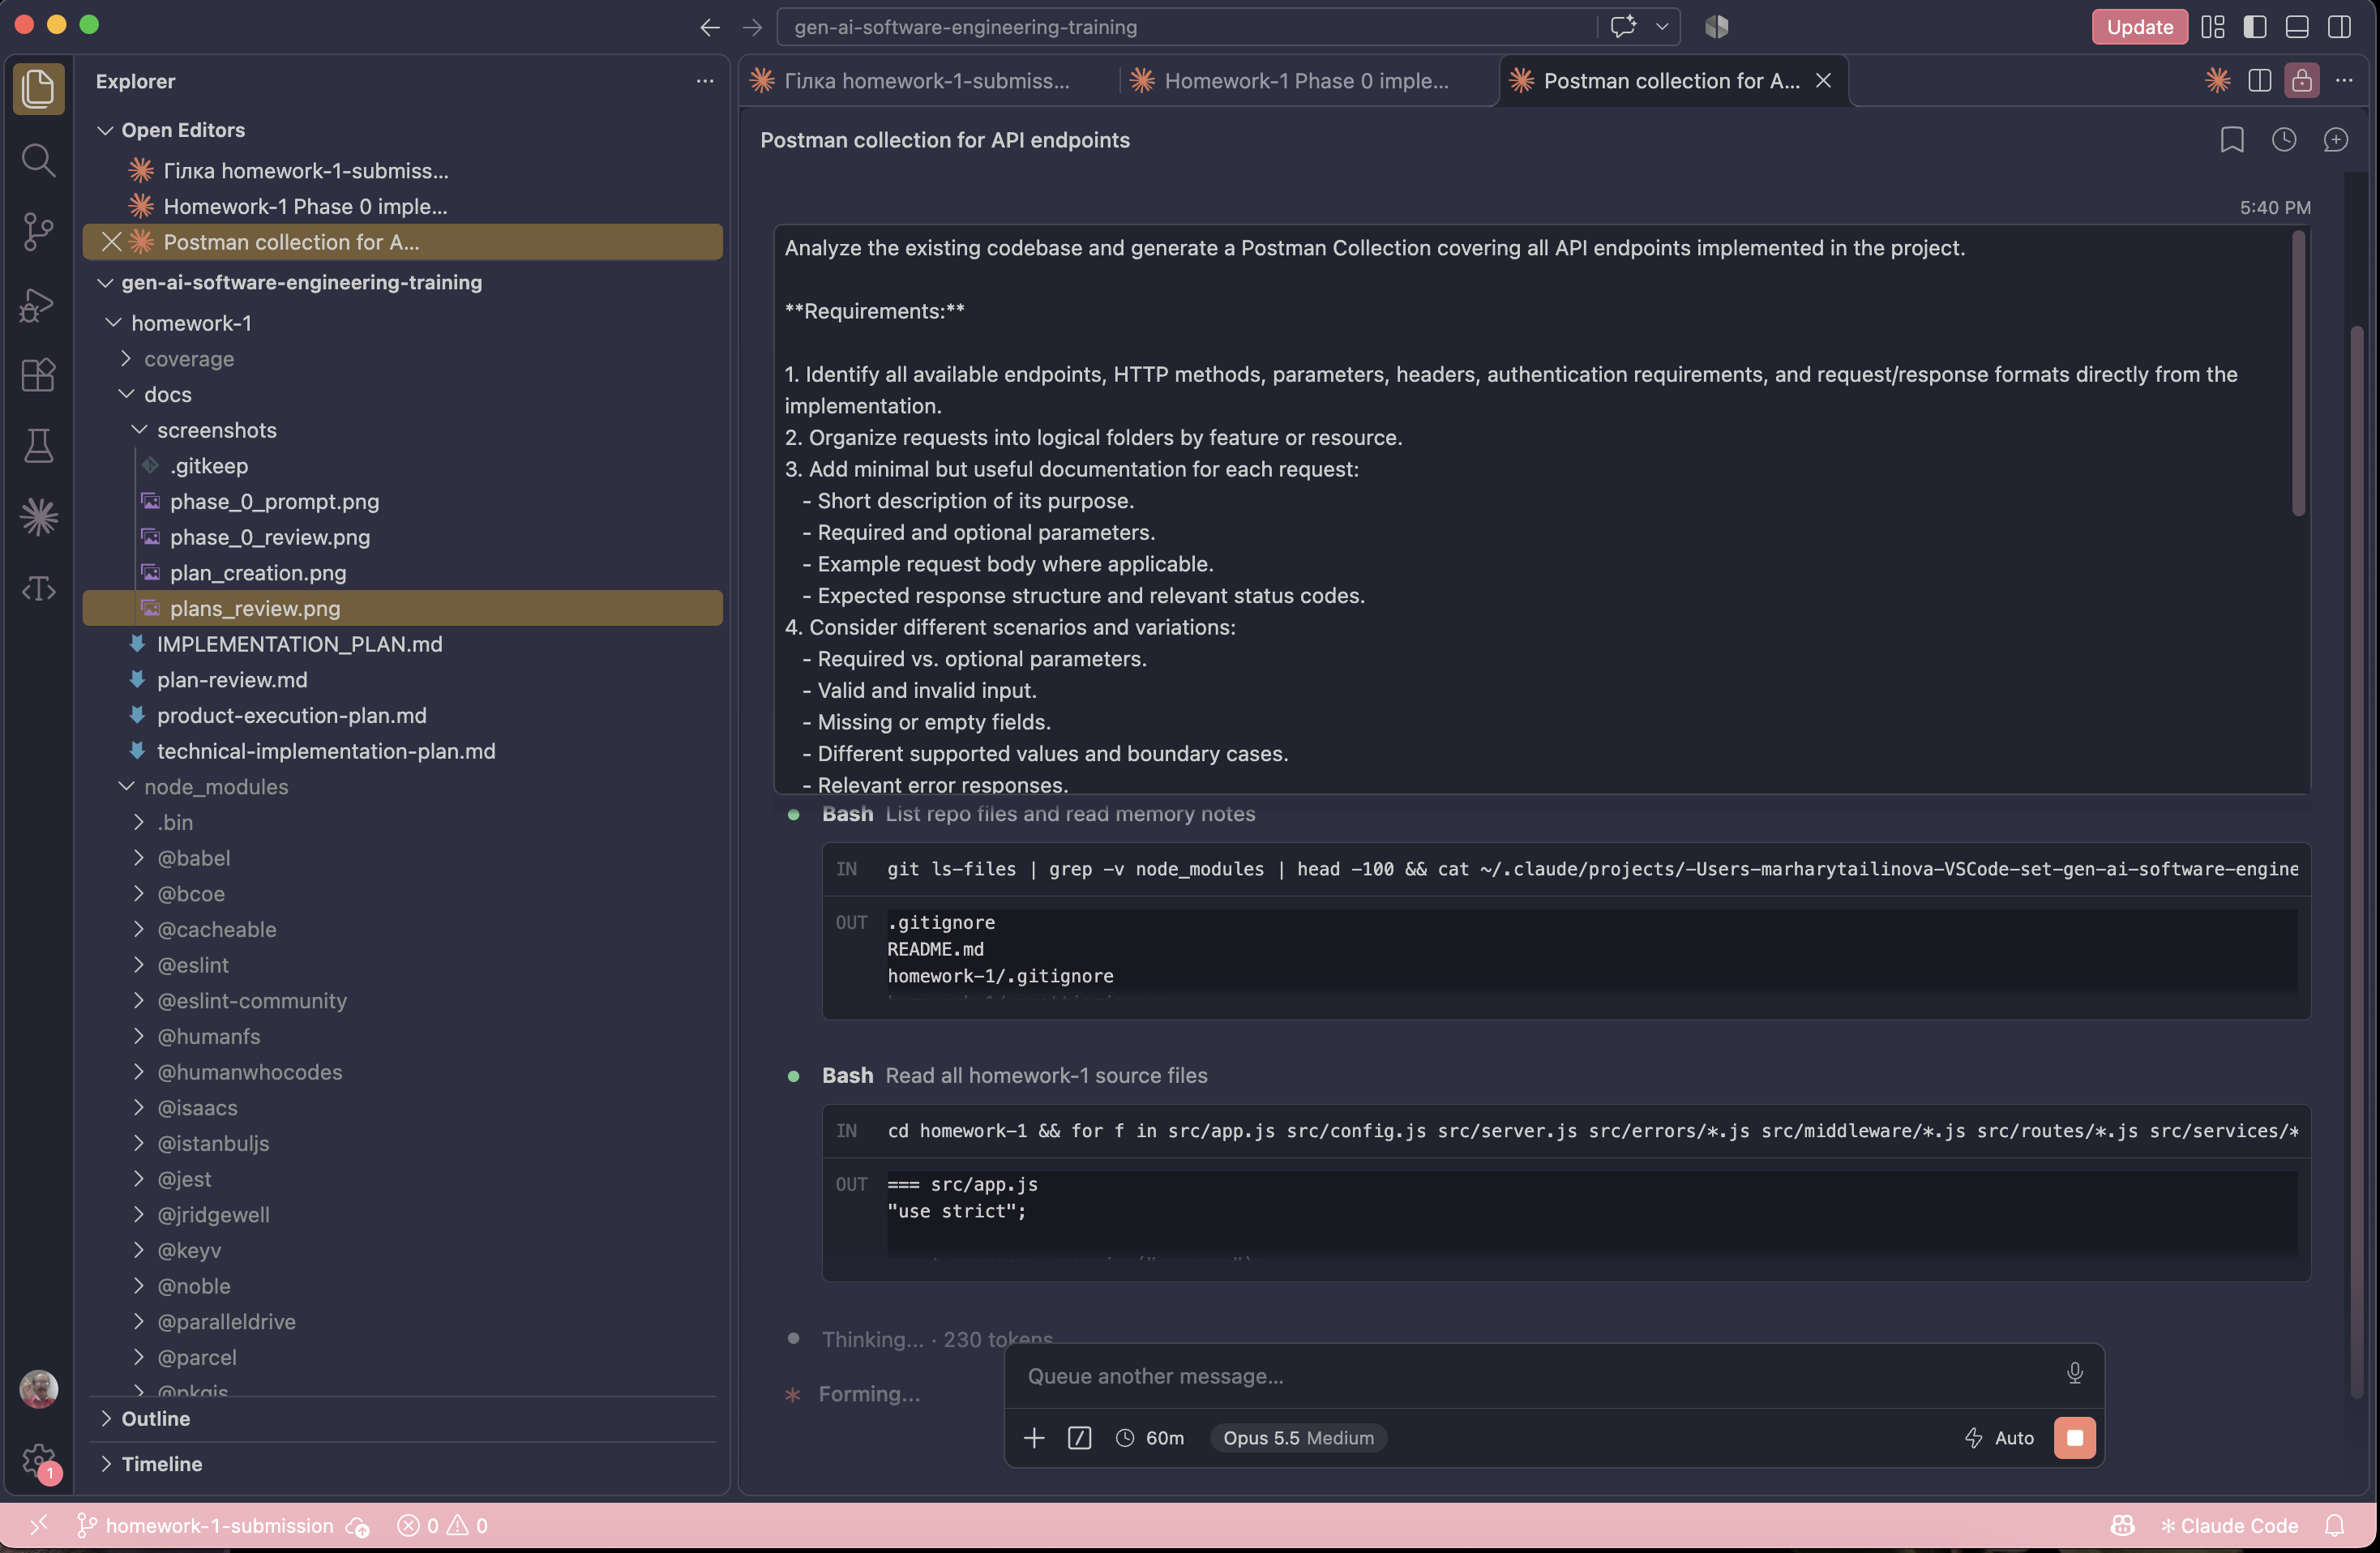 gen-ai-software-engineering-training
Update
Explorer
Open Editors
Гілка homework-1-submiss...
Homework-1 Phase 0 imple...
Postman collection for A...
gen-ai-software-engineering-training
homework-1
coverage
docs
screenshots
.gitkeep
phase_0_prompt.png
phase_0_review.png
plan_creation.png
plans_review.png
IMPLEMENTATION_PLAN.md
plan-review.md
product-execution-plan.md
technical-implementation-plan.md
node_modules
.bin
@babel
@bcoe
@cacheable
@eslint
@eslint-community
@humanfs
@humanwhocodes
@isaacs
@istanbuljs
@jest
@jridgewell
@keyv
@noble
@paralleldrive
@parcel
@pkgjs
Outline
Timeline
1
Гілка homework-1-submiss...
Homework-1 Phase 0 imple...
Postman collection for A...
Postman collection for API endpoints
5:40 PM
Analyze the existing codebase and generate a Postman Collection covering all API endpoints implemented in the project.
**Requirements:**
1. Identify all available endpoints, HTTP methods, parameters, headers, authentication requirements, and request/response formats directly from the
implementation.
2. Organize requests into logical folders by feature or resource.
3. Add minimal but useful documentation for each request:
- Short description of its purpose.
- Required and optional parameters.
- Example request body where applicable.
- Expected response structure and relevant status codes.
4. Consider different scenarios and variations:
- Required vs. optional parameters.
- Valid and invalid input.
- Missing or empty fields.
- Different supported values and boundary cases.
- Relevant error responses.
Bash List repo files and read memory notes
IN git ls-files | grep -v node_modules | head -100 && cat ~/.claude/projects/-Users-marharytailinova-VSCode-set-gen-ai-software-engine
OUT .gitignore
README.md
homework-1/.gitignore
Bash Read all homework-1 source files
IN cd homework-1 && for f in src/app.js src/config.js src/server.js src/errors/*.js src/middleware/*.js src/routes/*.js src/services/*
OUT === src/app.js
"use strict";
Thinking... · 230 tokens
Forming...
Queue another message...
60m
Opus 5.5 Medium
Auto
homework-1-submission
0
0
Claude Code